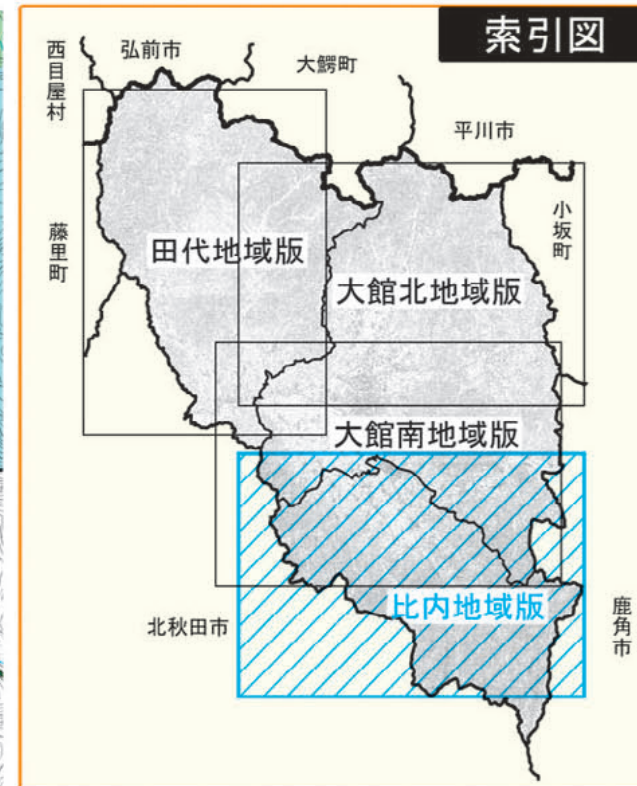 索引図
弘前市
西目屋村
大鰐町
平川市
小坂町
藤里町
田代地域版
大館北地域版
大館南地域版
比内地域版
北秋田市
鹿角市